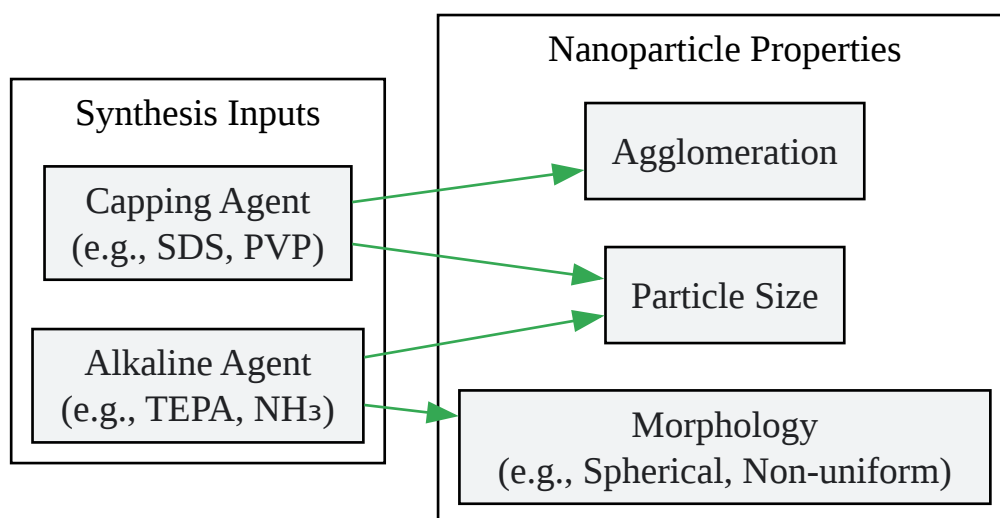 Synthesis Inputs
Capping Agent
(e.g., SDS, PVP)
Alkaline Agent
(e.g., TEPA, NH₃)
Nanoparticle Properties
Agglomeration
Particle Size
Morphology
(e.g., Spherical, Non-uniform)